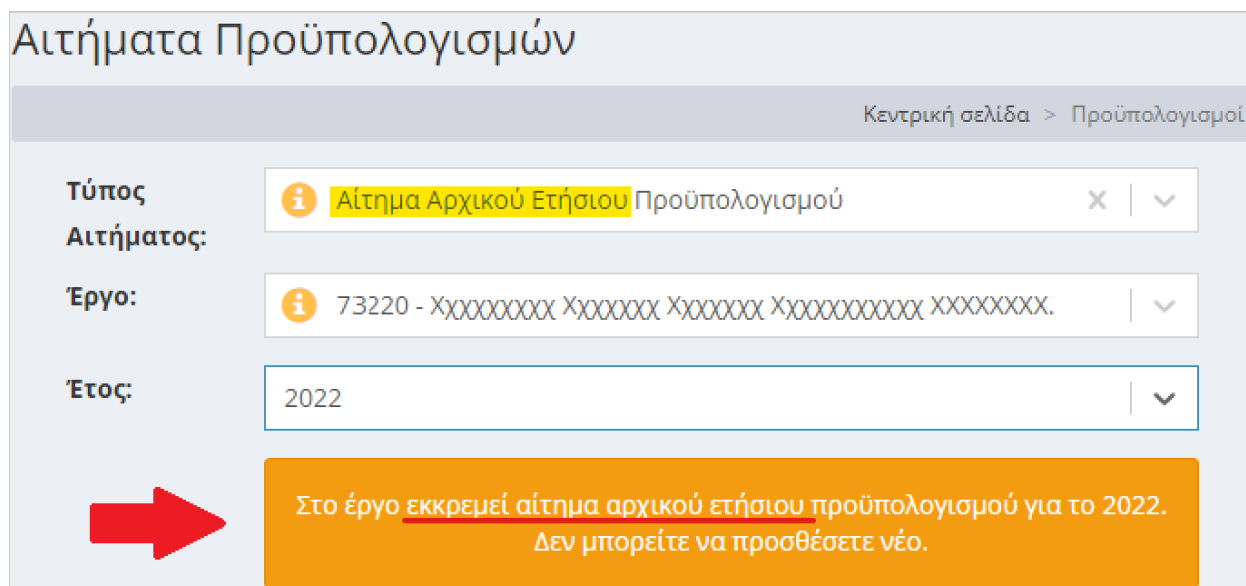 Αιτήματα Προϋπολογισμών
Κεντρική σελίδα > Προϋπολογισμοί
Τύπος
Αιτήματος:
Αίτημα Αρχικού Ετήσιου Προϋπολογισμού
Έργο:
73220 - Χχχχχχχχχ Χχχχχχχ Χχχχχχχ Χχχχχχχχχχχ ΧΧΧΧΧΧΧΧ.
Έτος:
2022
Στο έργο εκκρεμεί αίτημα αρχικού ετήσιου προϋπολογισμού για το 2022.
Δεν μπορείτε να προσθέσετε νέο.